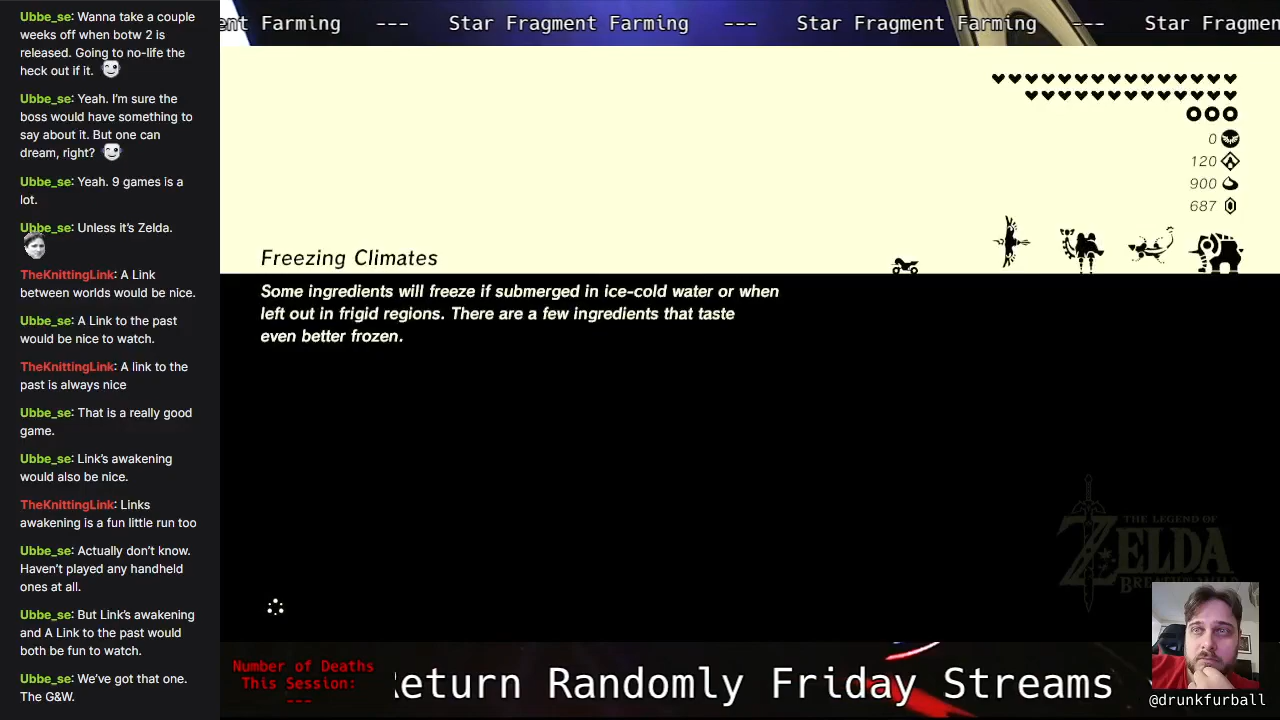 Ubbe_se: Wanna take a couple
weeks off when botw 2 is
released. Going to no-life the
heck out if it.
Ubbe_se: Yeah. I'm sure the
boss would have something to
say about it. But one can
dream, right?
Ubbe_se: Yeah. 9 games is a
lot.
Ubbe_se: Unless it's Zelda.
TheKnittingLink: A Link
between worlds would be nice.
Ubbe_se: A Link to the past
would be nice to watch.
TheKnittingLink: A link to the
past is always nice
Ubbe_se: That is a really good
game.
Ubbe_se: Link's awakening
would also be nice.
TheKnittingLink: Links
awakening is a fun little run too
Ubbe_se: Actually don't know.
Haven't played any handheld
ones at all.
Ubbe_se: But Link's awakening
and A Link to the past would
both be fun to watch.
Ubbe_se: We've got that one.
The G&W.
ent Farming --- Star Fragment Farming --- Star Fragment Farming --- Star Fragmen
0
120
900
687
Freezing Climates
Some ingredients will freeze if submerged in ice-cold water or when
left out in frigid regions. There are a few ingredients that taste
even better frozen.
THE LEGEND OF
ZELDA
BREATH OF THE WILD
Number of Deaths
This Session:
---
Return Randomly Friday Streams
@drunkfurball